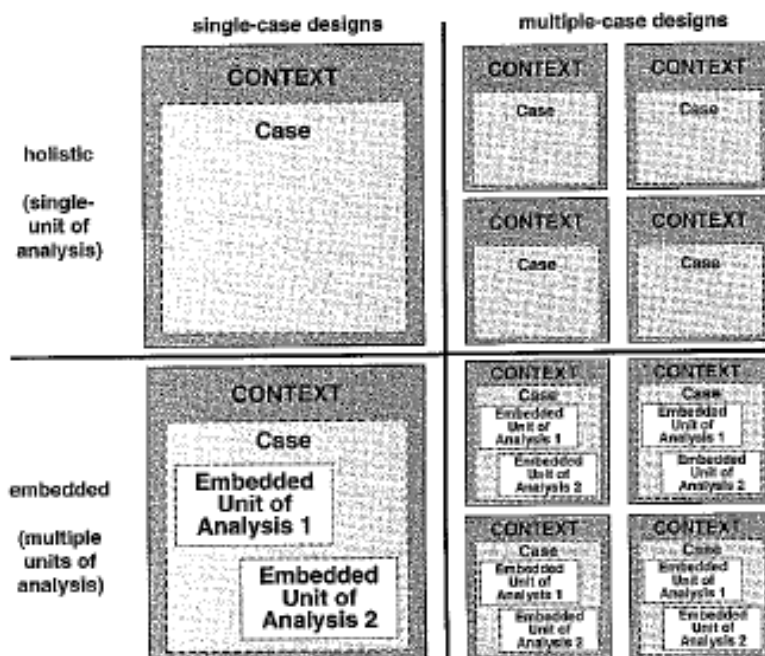 single-case designs
multiple-case designs
holistic
(single-
unit of
analysis)
CONTEXT
Case
CONTEXT
Case
CONTEXT
Case
CONTEXT
Case
CONTEXT
Case
embedded
(multiple
units of
analysis)
CONTEXT
Case
Embedded
Unit of
Analysis 1
Embedded
Unit of
Analysis 2
CONTEXT
Case
Embedded
Unit of
Analysis 1
Embedded
Unit of
Analysis 2
CONTEXT
Case
Embedded
Unit of
Analysis 1
Embedded
Unit of
Analysis 2
CONTEXT
Case
Embedded
Unit of
Analysis 1
Embedded
Unit of
Analysis 2
CONTEXT
Case
Embedded
Unit of
Analysis 1
Embedded
Unit of
Analysis 2